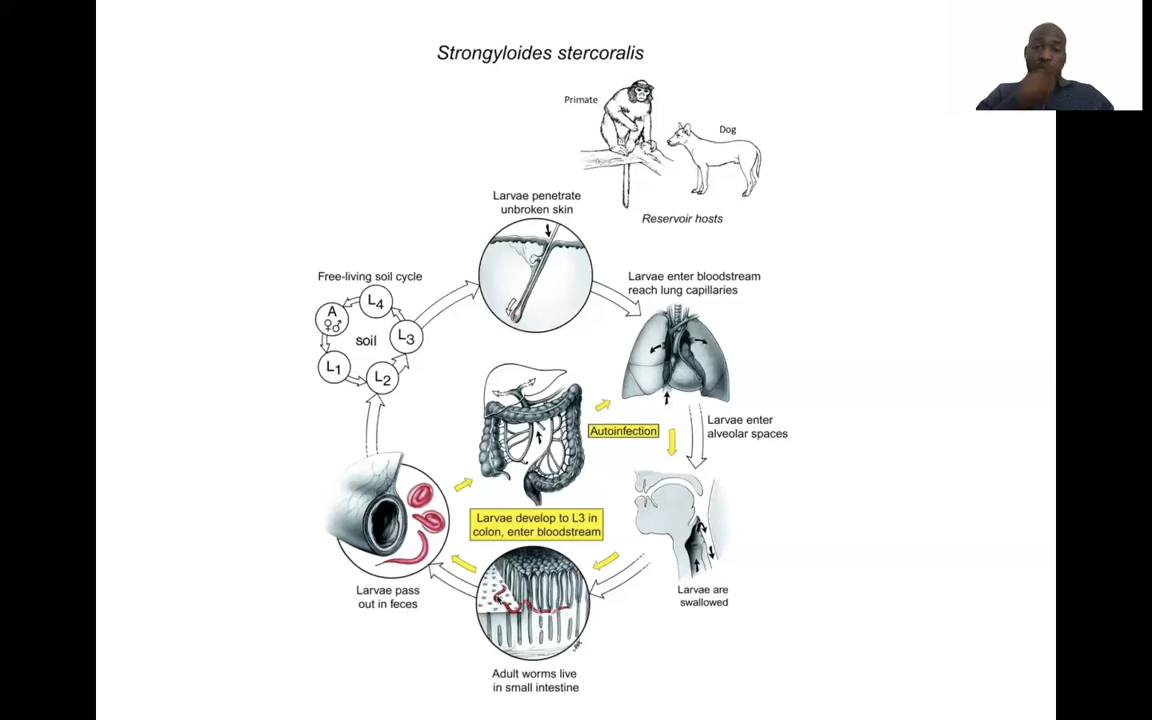 Strongyloides stercoralis
Primate
Dog
Reservoir hosts
Larvae penetrate
unbroken skin
Free-living soil cycle
A
♀♂
L4
soil
L3
L1
L2
Larvae enter bloodstream
reach lung capillaries
Autoinfection
Larvae enter
alveolar spaces
Larvae develop to L3 in
colon, enter bloodstream
Larvae pass
out in feces
Larvae are
swallowed
Adult worms live
in small intestine